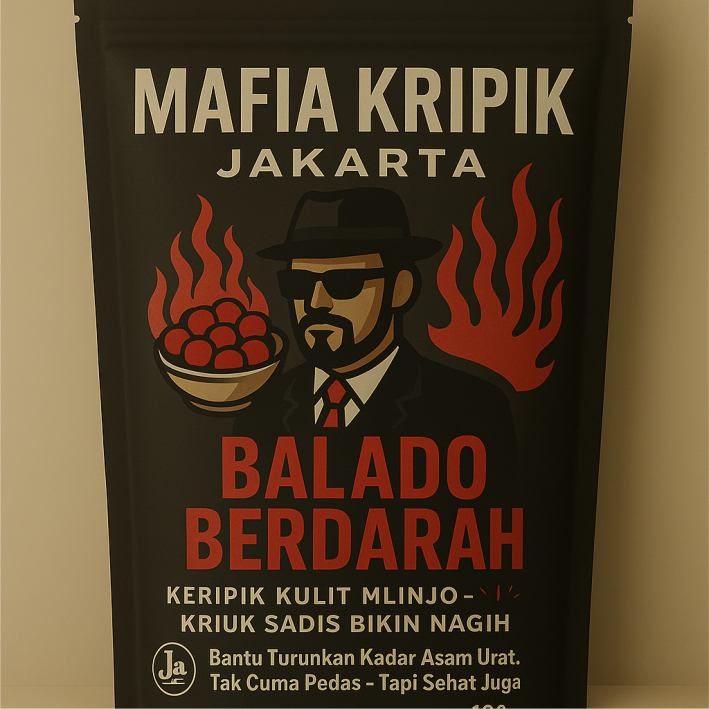 MAFIA KRIPIK
JAKARTA
BALADO
BERDARAH
KERIPIK KULIT MLINJO–
KRIUK SADIS BIKIN NAGIH
Ja
Bantu Turunkan Kadar Asam Urat.
Tak Cuma Pedas – Tapi Sehat Juga